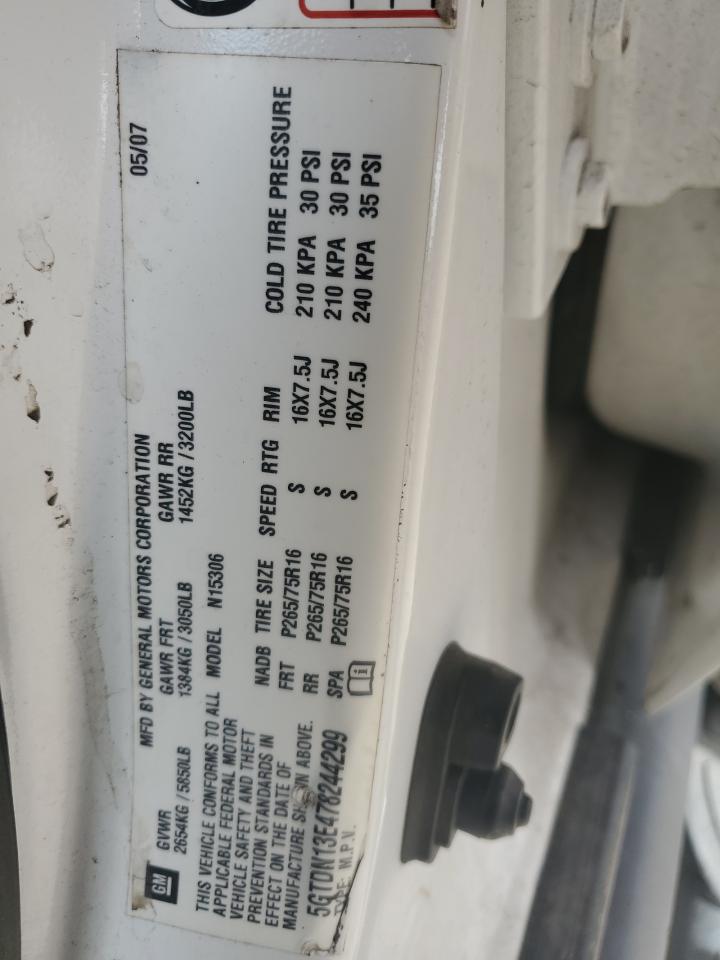 05/07
MFD BY GENERAL MOTORS CORPORATION
GM GVWR GAWR FRT GAWR RR
2654KG / 5850LB 1384KG / 3050LB 1452KG / 3200LB
THIS VEHICLE CONFORMS TO ALL MODEL N15306
APPLICABLE FEDERAL MOTOR
VEHICLE SAFETY AND THEFT
PREVENTION STANDARDS IN
EFFECT ON THE DATE OF
MANUFACTURE SHOWN ABOVE.
5GTDN13E478244299
TYPE: M.P.V.
NADB TIRE SIZE SPEED RTG RIM COLD TIRE PRESSURE
FRT P265/75R16 S 16X7.5J 210 KPA 30 PSI
RR P265/75R16 S 16X7.5J 210 KPA 30 PSI
SPA P265/75R16 S 16X7.5J 240 KPA 35 PSI